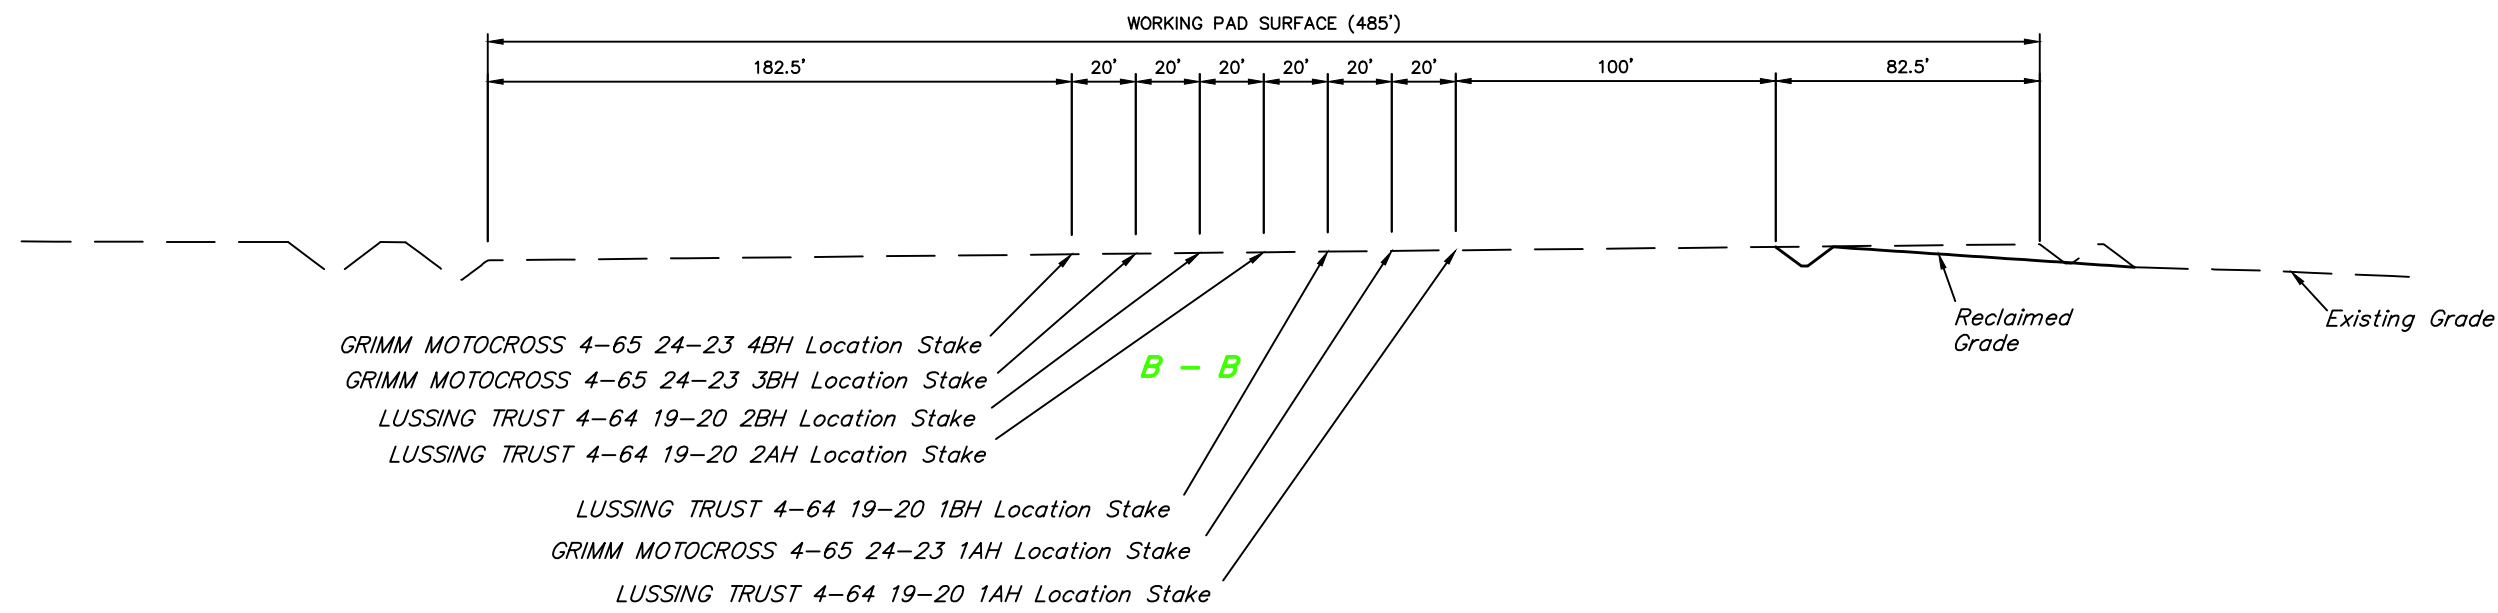 WORKING PAD SURFACE (485')
182.5' 20' 20' 20' 20' 20' 20' 100' 82.5'
GRIMM MOTOCROSS 4-65 24-23 4BH Location Stake
GRIMM MOTOCROSS 4-65 24-23 3BH Location Stake
LUSSING TRUST 4-64 19-20 2BH Location Stake
LUSSING TRUST 4-64 19-20 2AH Location Stake
LUSSING TRUST 4-64 19-20 1BH Location Stake
GRIMM MOTOCROSS 4-65 24-23 1AH Location Stake
LUSSING TRUST 4-64 19-20 1AH Location Stake
B - B
Reclaimed
Grade
Existing Grade